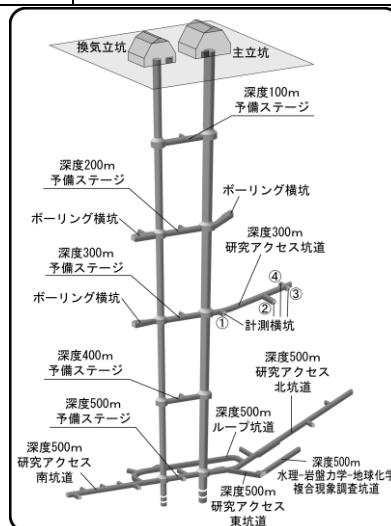 換気立坑
主立坑
深度100m
予備ステージ
深度200m
予備ステージ
ボーリング横坑
ボーリング横坑
深度300m
研究アクセス坑道
深度300m
予備ステージ
④
③
②
①
計測横坑
ボーリング横坑
深度400m
予備ステージ
深度500m
研究アクセス
北坑道
深度500m
予備ステージ
深度500m
ループ坑道
深度500m
研究アクセス
南坑道
深度500m
水理-岩盤力学-地球化学
複合現象調査坑道
深度500m
研究アクセス
東坑道